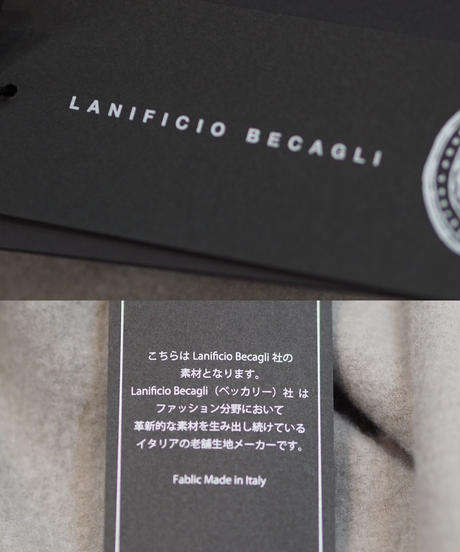 LANIFICIO BECAGLI
こちらは Lanificio Becagli 社の
素材となります。
Lanificio Becagli（ベッカリー）社 は
ファッション分野において
革新的な素材を生み出し続けている
イタリアの老舗生地メーカーです。
Fablic Made in Italy